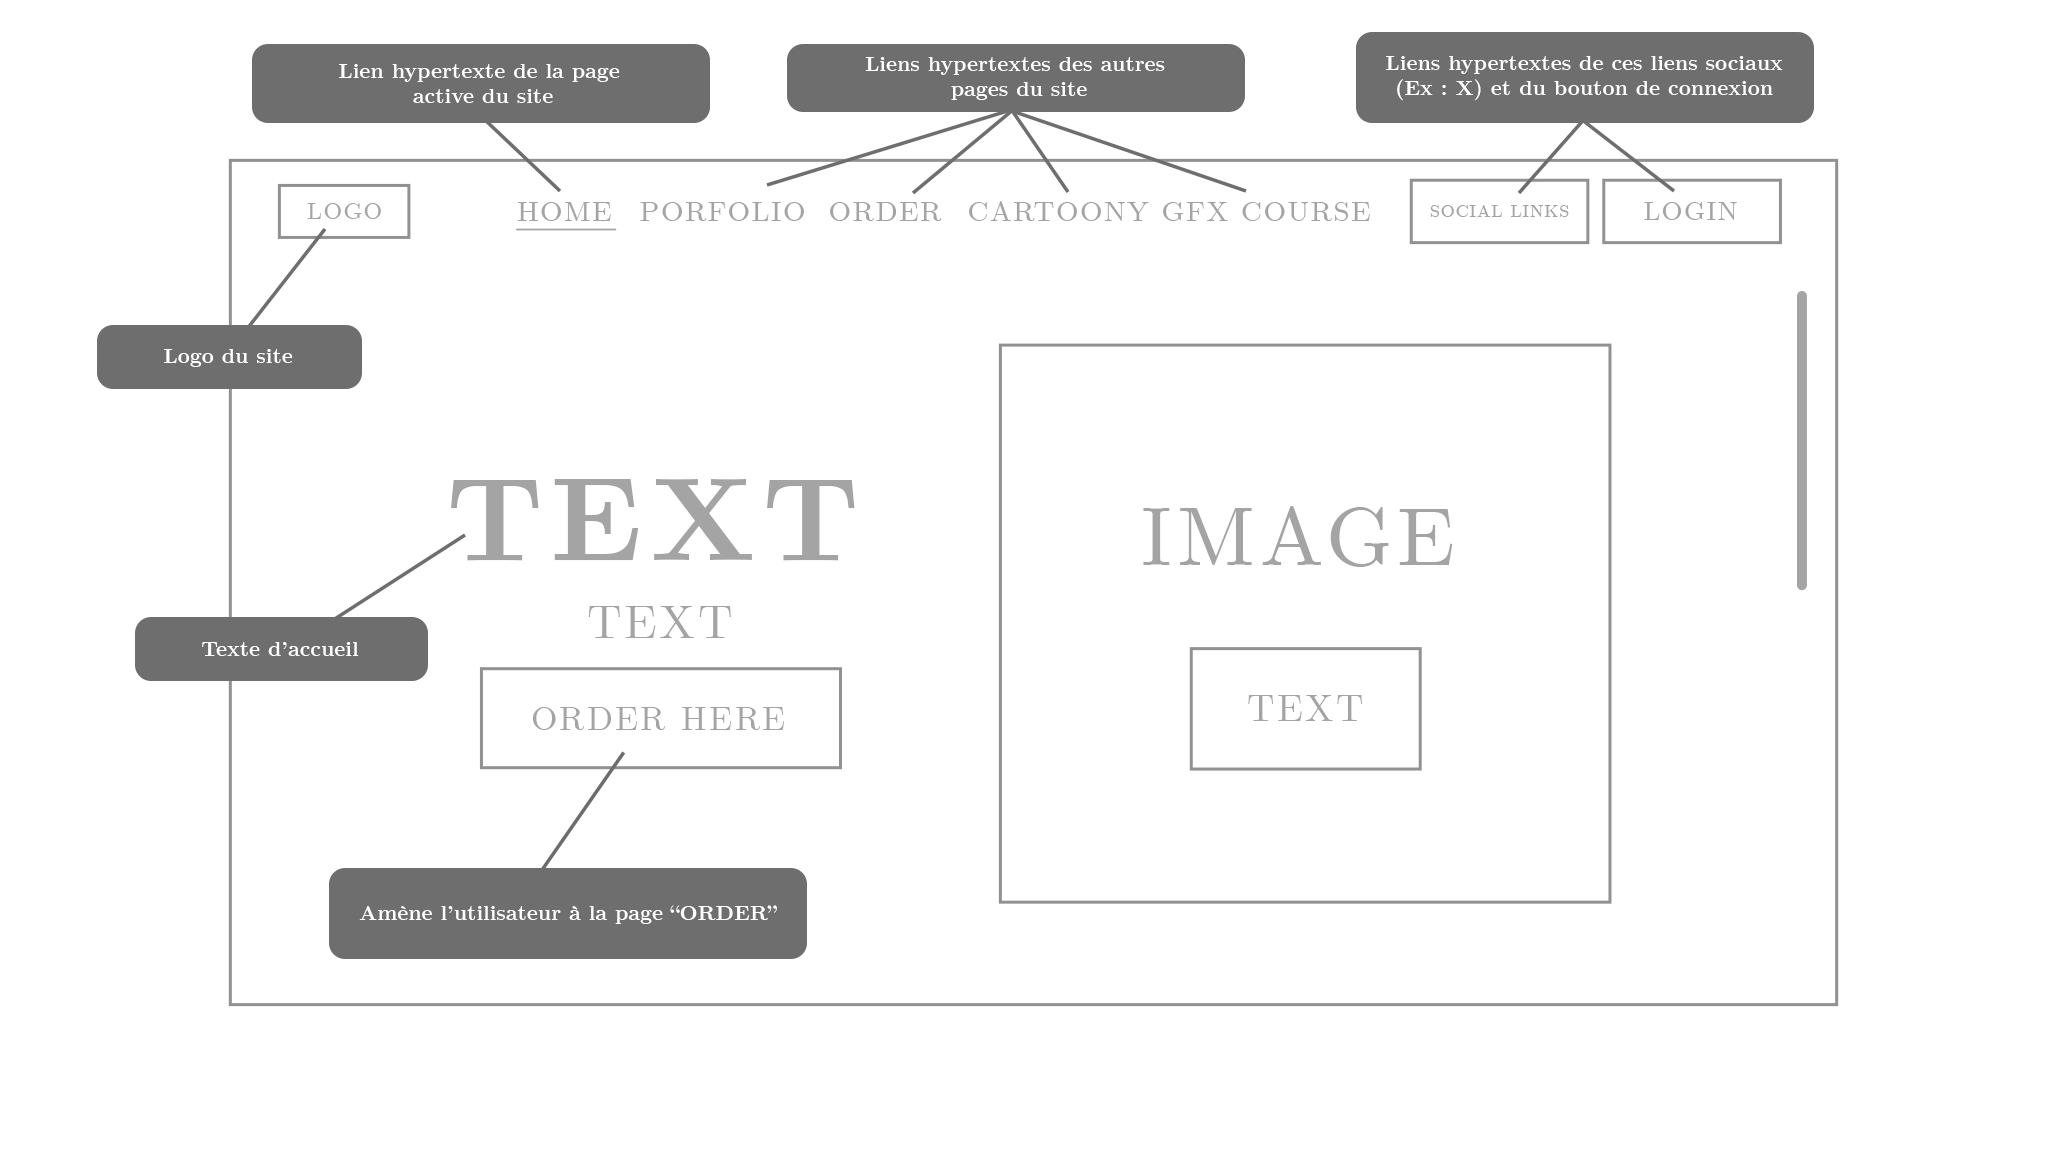 Lien hypertexte de la page
active du site
Liens hypertextes des autres
pages du site
Liens hypertextes de ces liens sociaux
(Ex : X) et du bouton de connexion
LOGO
HOME PORFOLIO ORDER CARTOONY GFX COURSE
SOCIAL LINKS
LOGIN
Logo du site
TEXT
TEXT
Texte d’accueil
ORDER HERE
Amène l’utilisateur à la page “ORDER”
IMAGE
TEXT